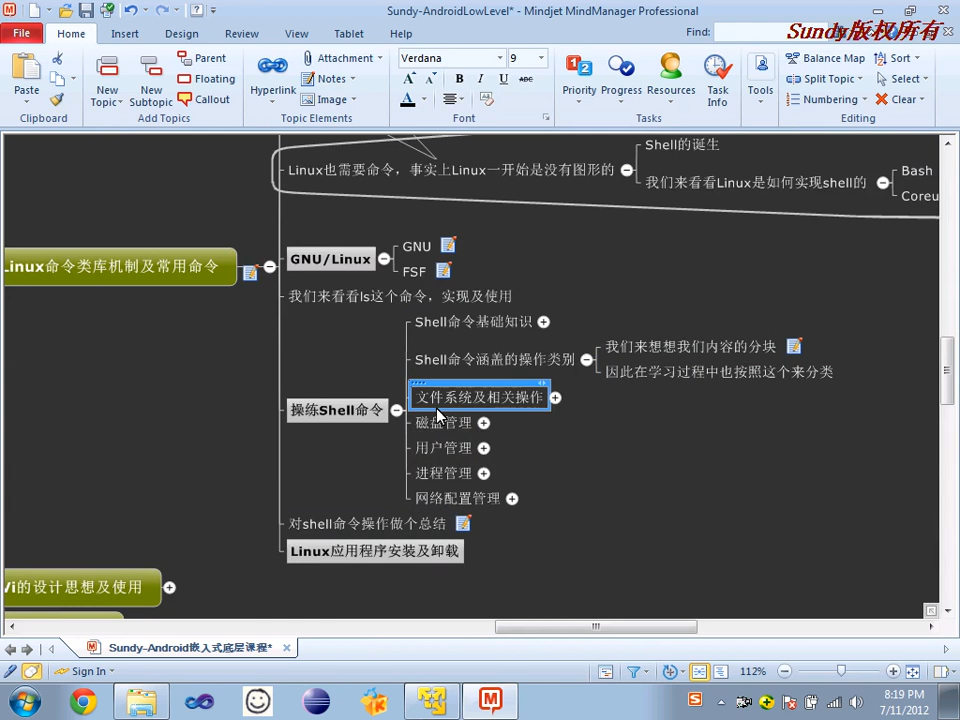 Sundy-AndroidLowLevel* - Mindjet MindManager Professional
File
Home
Insert
Design
Review
View
Tablet
Find:
Sundy版权所有
Paste
New Topic
New Subtopic
Parent
Floating
Callout
Hyperlink
Attachment
Notes
Image
Verdana
9
A
A
B
I
U
ABC
A
Priority
Progress
Resources
Task Info
Tools
Balance Map
Split Topic
Numbering
Sort
Select
Clear
Clipboard
Add Topics
Topic Elements
Font
Tasks
Editing
Shell的诞生
Linux也需要命令，事实上Linux一开始是没有图形的
我们来看看Linux是如何实现shell的
Bash
Coreu
Linux命令类库机制及常用命令
GNU/Linux
GNU
FSF
我们来看看ls这个命令，实现及使用
Shell命令基础知识
Shell命令涵盖的操作类别
我们来想想我们内容的分块
因此在学习过程中也按照这个来分类
操练Shell命令
文件系统及相关操作
磁盘管理
用户管理
进程管理
网络配置管理
对shell命令操作做个总结
Linux应用程序安装及卸载
Vi的设计思想及使用
Sundy-Android嵌入式底层课程*
Sign In
112%
8:19 PM
7/11/2012